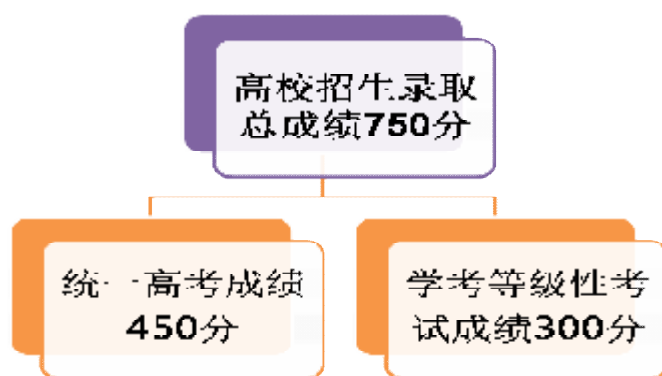 高校招生录取
总成绩750分
统一高考成绩
450分
学考等级性考
试成绩300分